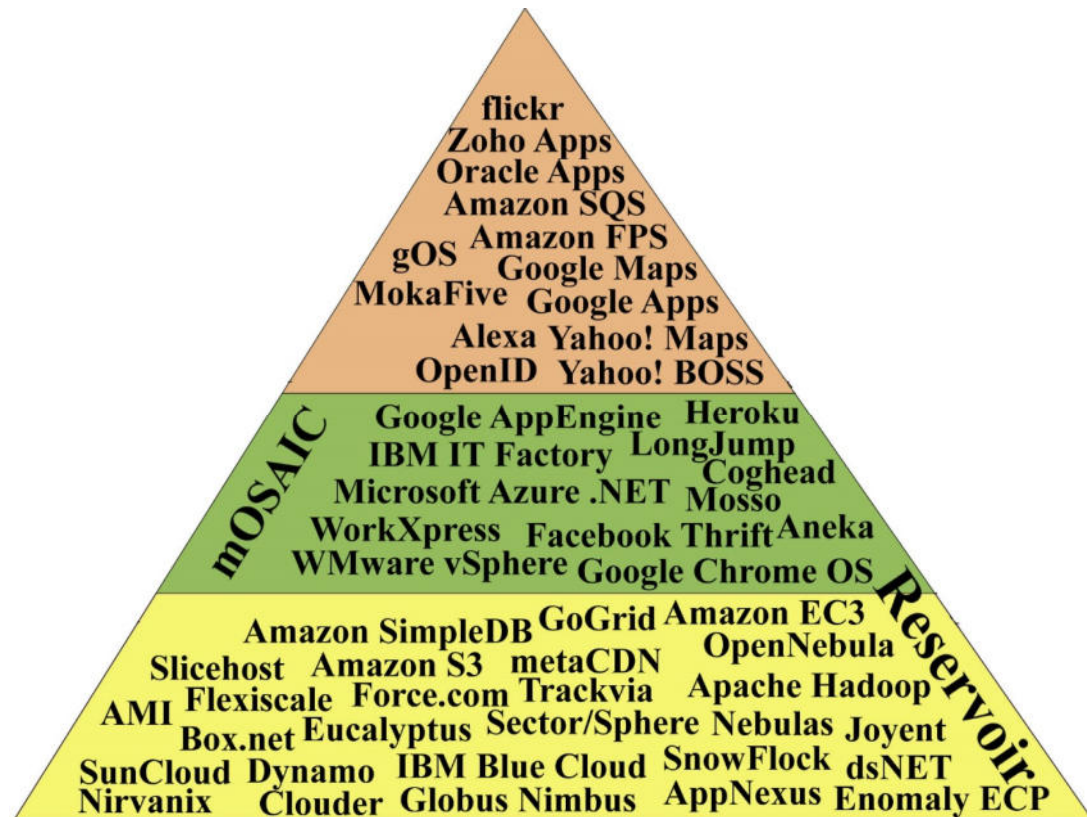 flickr
Zoho Apps
Oracle Apps
Amazon SQS
Amazon FPS
gOS
Google Maps
MokaFive
Google Apps
Alexa Yahoo! Maps
OpenID Yahoo! BOSS
mOSAIC
Google AppEngine Heroku
IBM IT Factory LongJump
Coghead
Microsoft Azure .NET Mosso
WorkXpress Facebook Thrift Aneka
WMware vSphere Google Chrome OS
Reservoir
Amazon SimpleDB GoGrid Amazon EC3
OpenNebula
Slicehost Amazon S3 metaCDN
AMI Flexiscale Force.com Trackvia Apache Hadoop
Box.net Eucalyptus Sector/Sphere Nebulas Joyent
SunCloud Dynamo IBM Blue Cloud SnowFlock dsNET
Nirvanix Clouder Globus Nimbus AppNexus Enomaly ECP